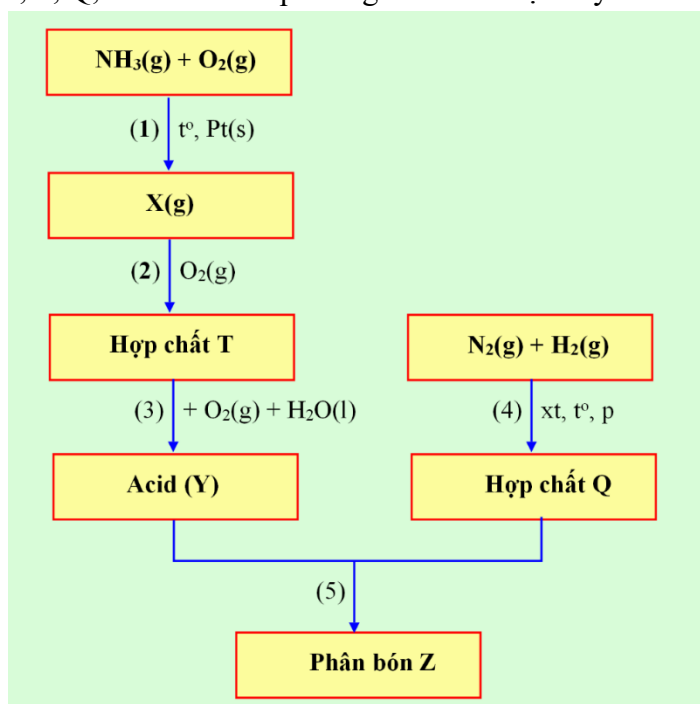 NH₃(g) + O₂(g)
(1) tᵒ, Pt(s)
X(g)
(2) O₂(g)
Hợp chất T
N₂(g) + H₂(g)
(3) + O₂(g) + H₂O(l)
(4) xt, tᵒ, p
Acid (Y)
Hợp chất Q
(5)
Phân bón Z